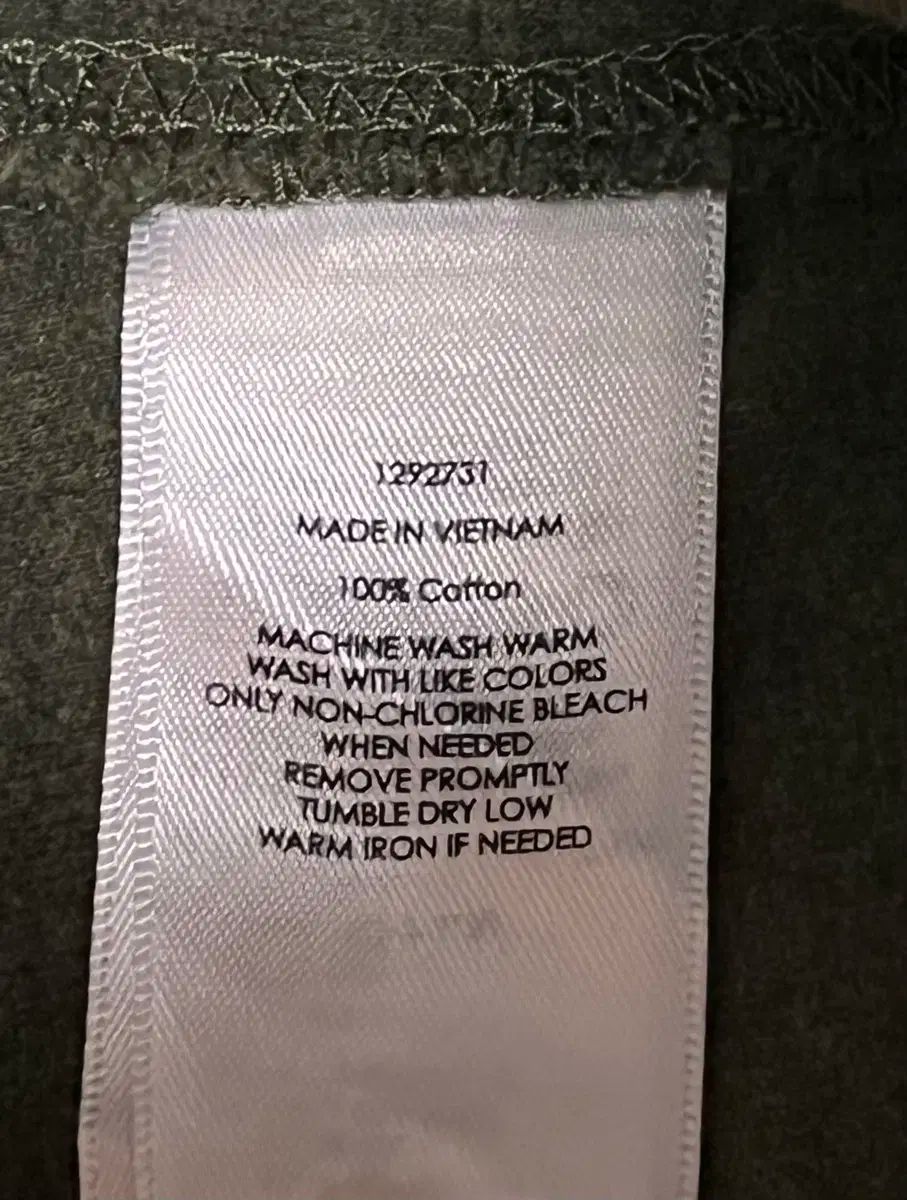 1292731
MADE IN VIETNAM
100% Cotton
MACHINE WASH WARM
WASH WITH LIKE COLORS
ONLY NON-CHLORINE BLEACH
WHEN NEEDED
REMOVE PROMPTLY
TUMBLE DRY LOW
WARM IRON IF NEEDED